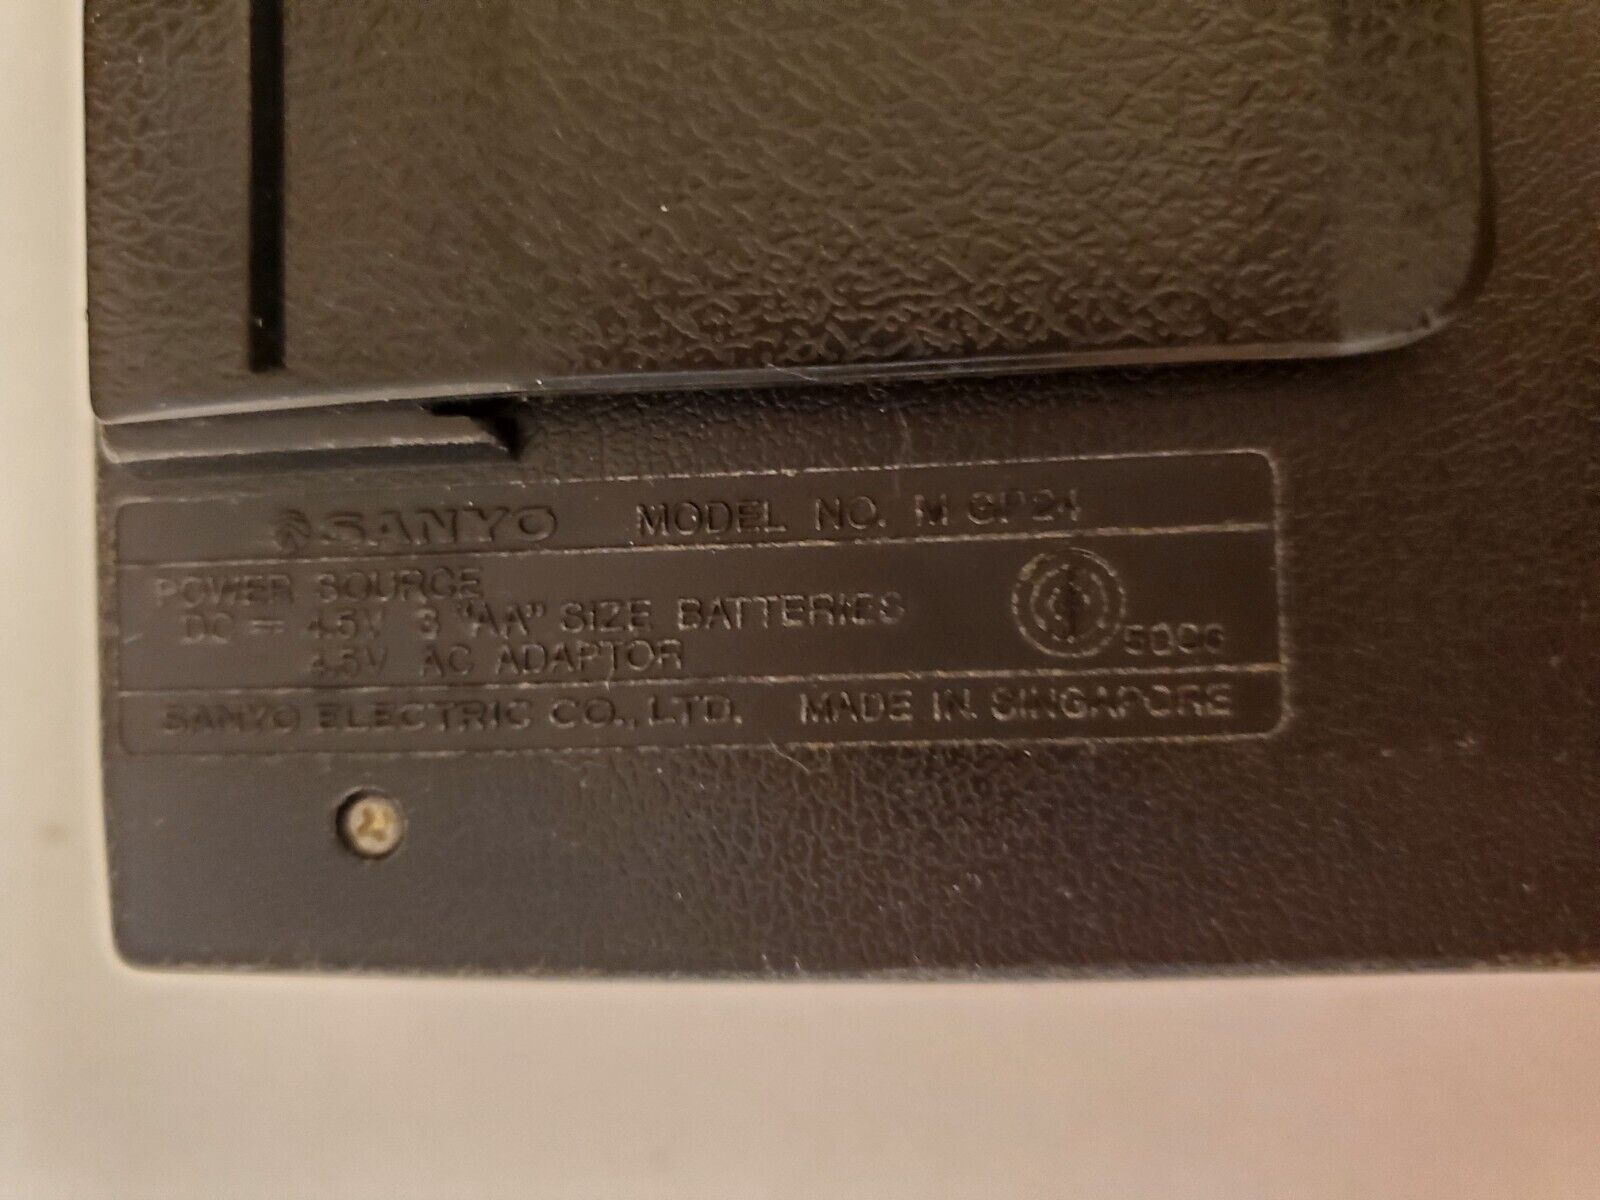 SANYO MODEL NO. M GP24
POWER SOURCE
DC = 4.5V 3 "AA" SIZE BATTERIES
4.5V AC ADAPTOR
SANYO ELECTRIC CO., LTD. MADE IN SINGAPORE